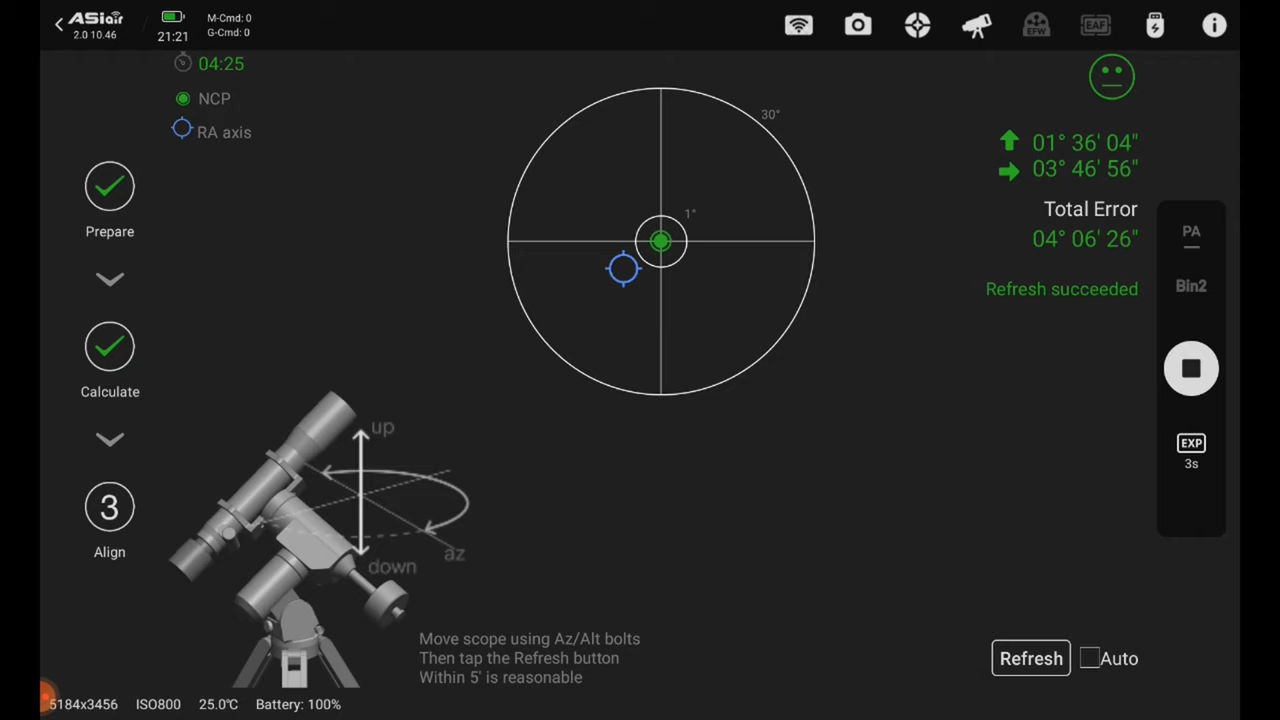 ASiair
2.0 10.46
21:21
M-Cmd: 0
G-Cmd: 0
EFW
EAF
04:25
NCP
RA axis
30°
1°
01° 36' 04"
03° 46' 56"
Total Error
04° 06' 26"
Refresh succeeded
PA
Bin2
EXP
3s
Prepare
Calculate
3
Align
up
down
az
Move scope using Az/Alt bolts
Then tap the Refresh button
Within 5' is reasonable
Refresh
Auto
5184x3456
ISO800
25.0℃
Battery: 100%